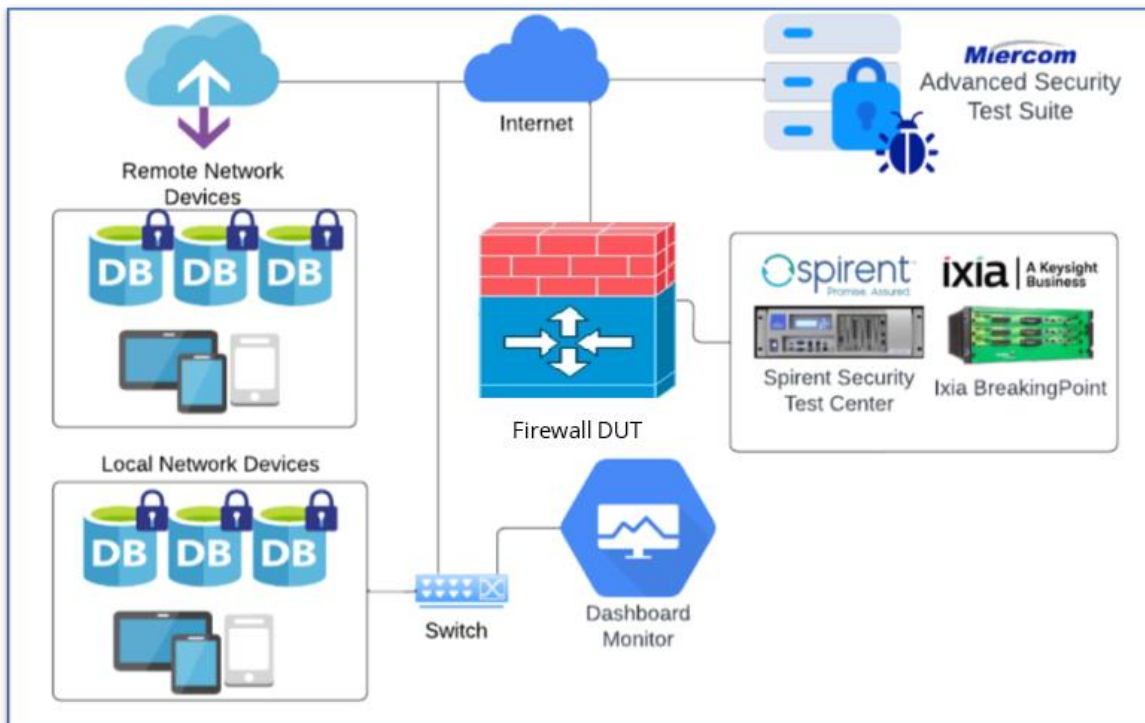 Miercom
Advanced Security
Test Suite
Internet
Remote Network
Devices
DB DB DB
spirent™
Promise. Assured.
ixia | A Keysight
Business
Spirent Security
Test Center
Ixia BreakingPoint
Firewall DUT
Local Network Devices
DB DB DB
Switch
Dashboard
Monitor